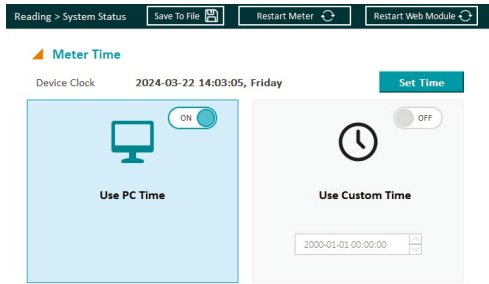 Reading > System Status Save To File Restart Meter Restart Web Module
Meter Time
Device Clock 2024-03-22 14:03:05, Friday Set Time
ON OFF
Use PC Time Use Custom Time
2000-01-01 00:00:00